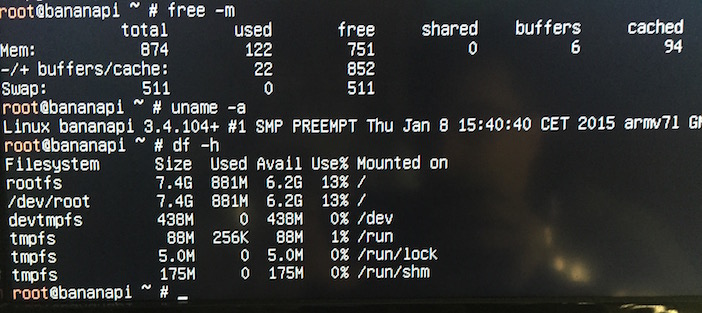 root@bananapi ~ # free -m
total used free shared buffers cached
Mem: 874 122 751 0 6 94
-/+ buffers/cache: 22 852
Swap: 511 0 511
root@bananapi ~ # uname -a
Linux bananapi 3.4.104+ #1 SMP PREEMPT Thu Jan 8 15:40:40 CET 2015 armv7l
root@bananapi ~ # df -h
Filesystem Size Used Avail Use% Mounted on
rootfs 7.4G 881M 6.2G 13% /
/dev/root 7.4G 881M 6.2G 13% /
devtmpfs 438M 0 438M 0% /dev
tmpfs 88M 256K 88M 1% /run
tmpfs 5.0M 0 5.0M 0% /run/lock
tmpfs 175M 0 175M 0% /run/shm
root@bananapi ~ # _